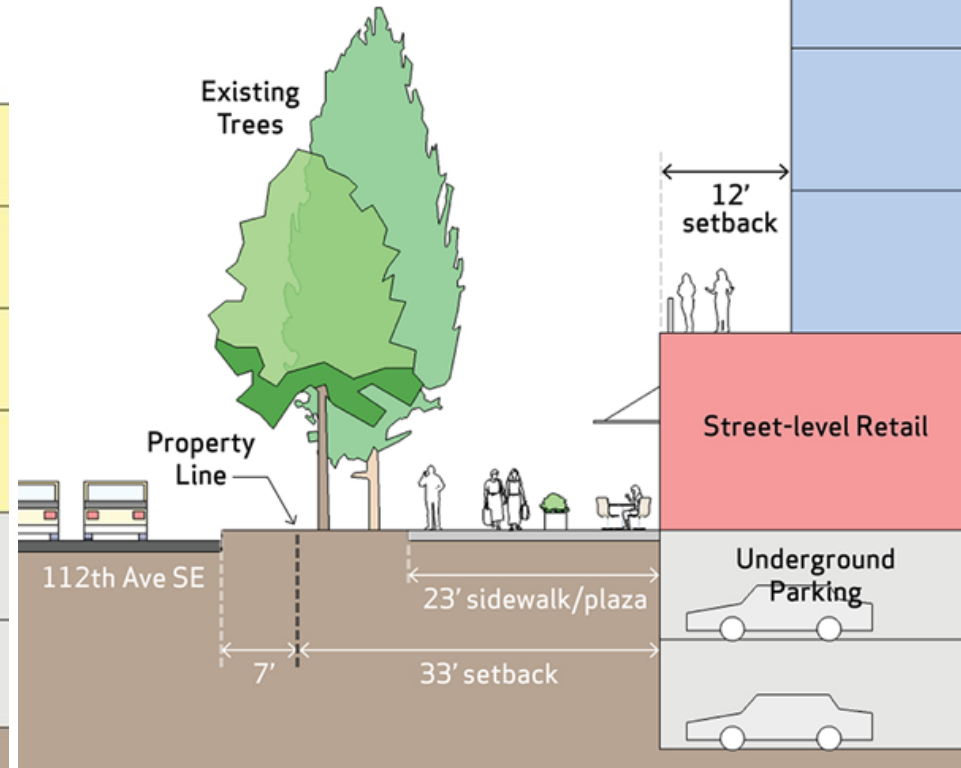 Existing
Trees
12′
setback
Street-level Retail
Property
Line
Underground
Parking
112th Ave SE
23′ sidewalk/plaza
7′
33′ setback